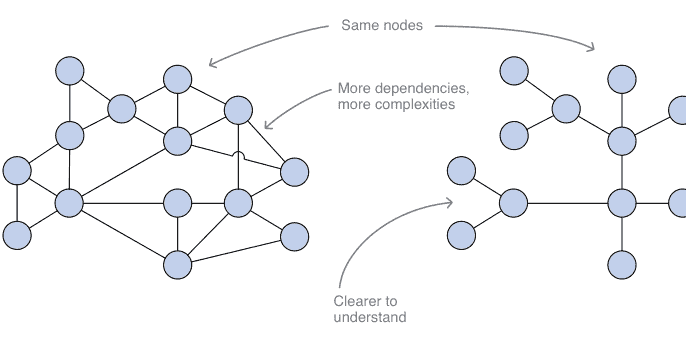 Same nodes
More dependencies,
more complexities
Clearer to
understand